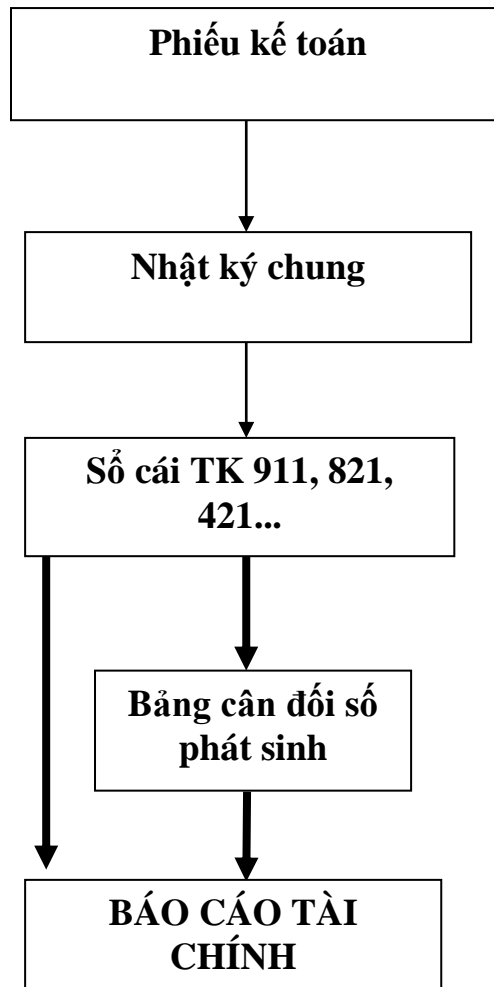 Phiếu kế toán
Nhật ký chung
Sổ cái TK 911, 821,
421...
Bảng cân đối số
phát sinh
BÁO CÁO TÀI
CHÍNH